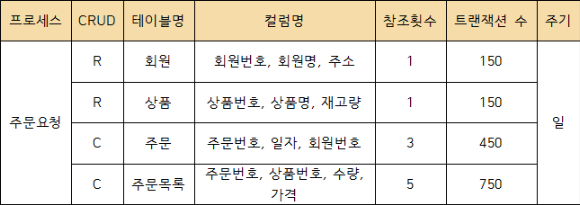 프로세스 CRUD 테이블명 컬럼명 참조횟수 트랜잭션 수 주기
주문요청 R 회원 회원번호, 회원명, 주소 1 150 일
R 상품 상품번호, 상품명, 재고량 1 150
C 주문 주문번호, 일자, 회원번호 3 450
C 주문목록 주문번호, 상품번호, 수량, 5 750
가격